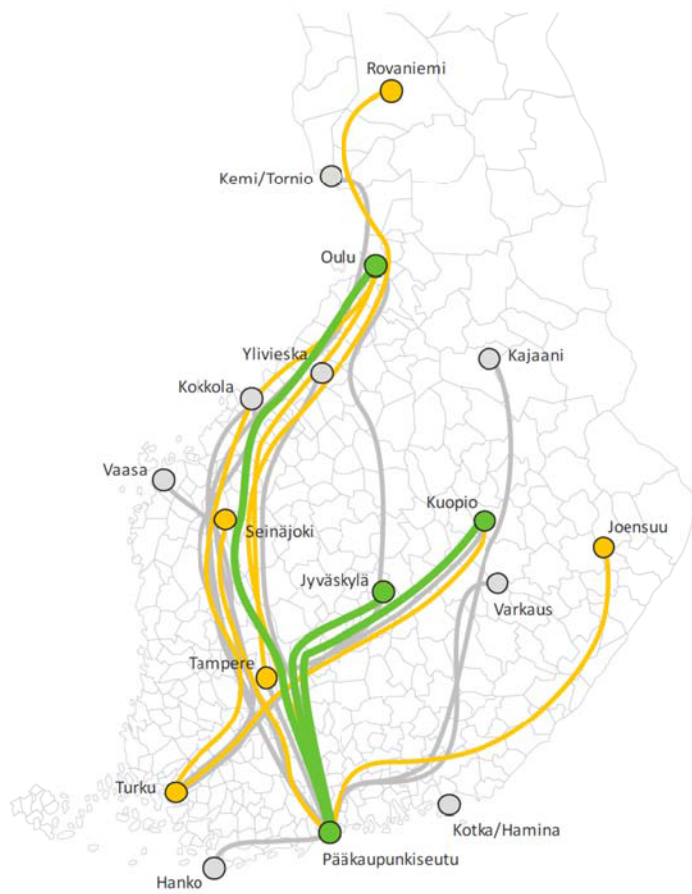 Rovaniemi
Kemi/Tornio
Oulu
Ylivieska
Kajaani
Kokkola
Vaasa
Kuopio
Seinäjoki
Joensuu
Jyväskylä
Varkaus
Tampere
Turku
Kotka/Hamina
Pääkaupunkiseutu
Hanko